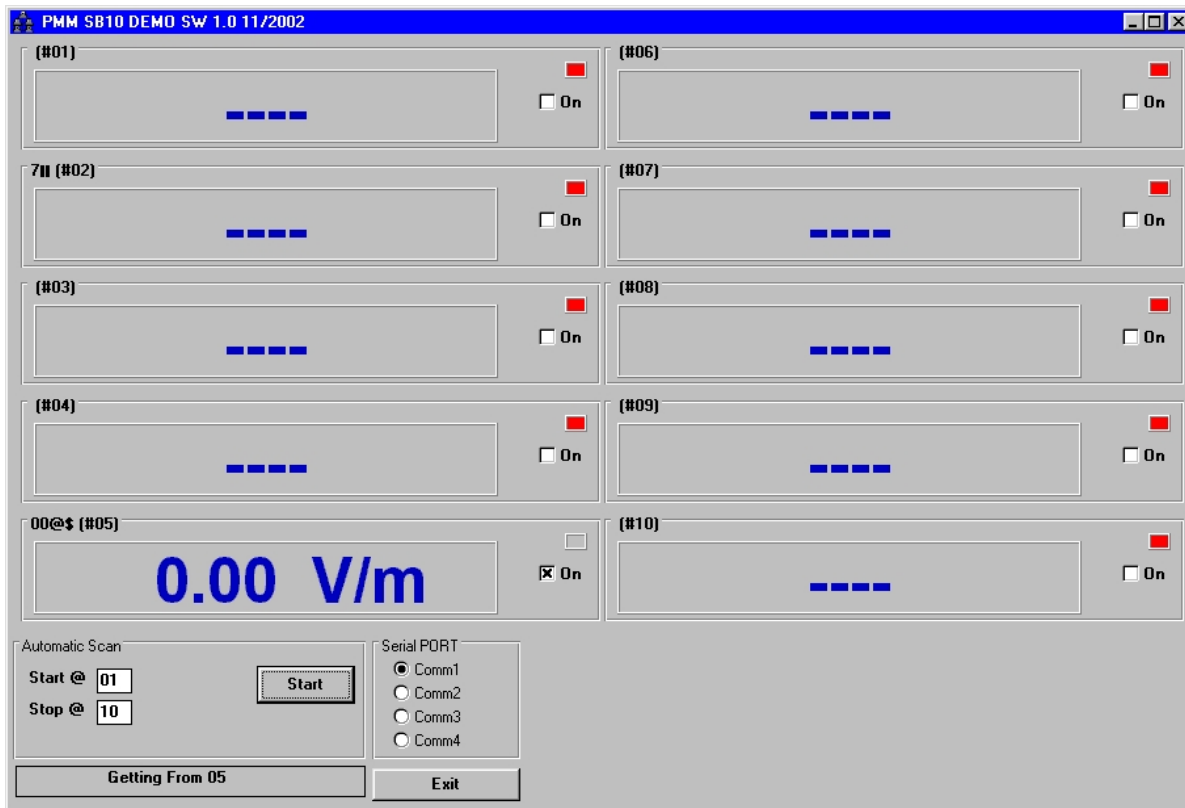 PMM SB10 DEMO SW 1.0 11/2002
(#01)
----
On
(#06)
----
On
7II (#02)
----
On
(#07)
----
On
(#03)
----
On
(#08)
----
On
(#04)
----
On
(#09)
----
On
00@$ (#05)
0.00 V/m
On
(#10)
----
On
Automatic Scan
Start @ 01
Stop @ 10
Start
Serial PORT
Comm1
Comm2
Comm3
Comm4
Getting From 05
Exit